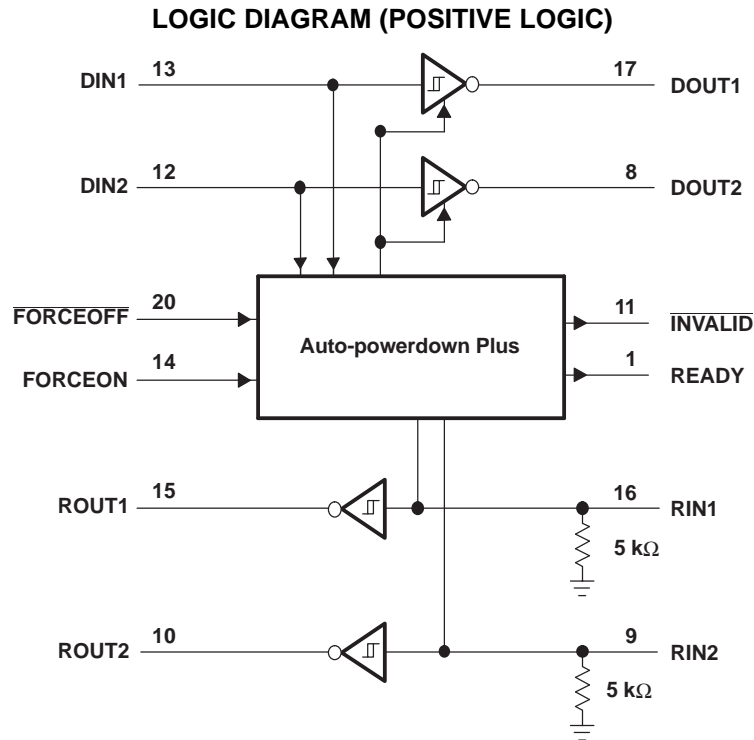 LOGIC DIAGRAM (POSITIVE LOGIC)
DIN1 13 17 DOUT1
DIN2 12 8 DOUT2
FORCEOFF 20 11 INVALID
Auto-powerdown Plus
FORCEON 14 1 READY
ROUT1 15 16 RIN1
5 kΩ
ROUT2 10 9 RIN2
5 kΩ